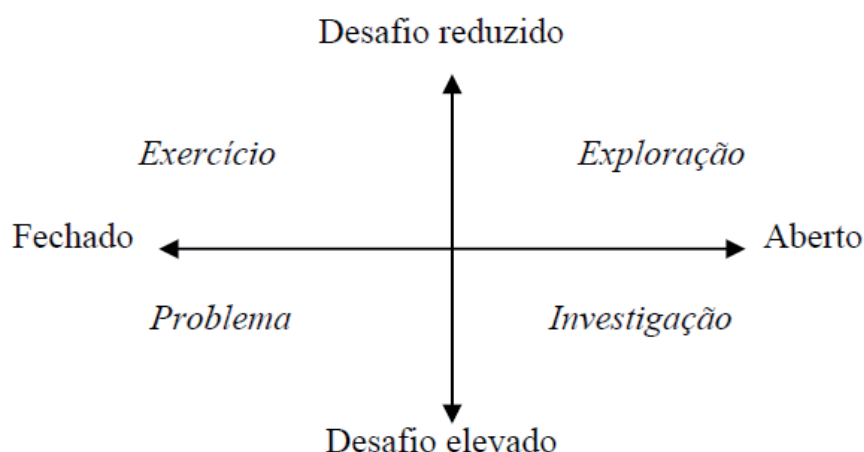 Desafio reduzido
Exercício
Exploração
Fechado
Aberto
Problema
Investigação
Desafio elevado